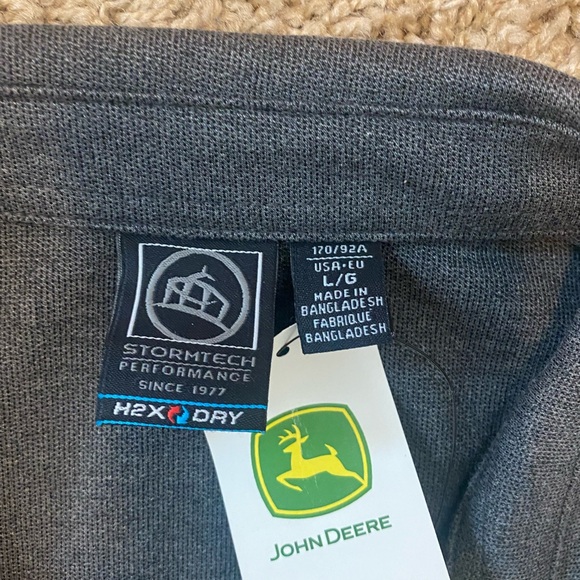 STORMTECH
PERFORMANCE
SINCE 1977
H2X DRY
170/92A
USA·EU
L/G
MADE IN
BANGLADESH
FABRIQUE
BANGLADESH
JOHN DEERE